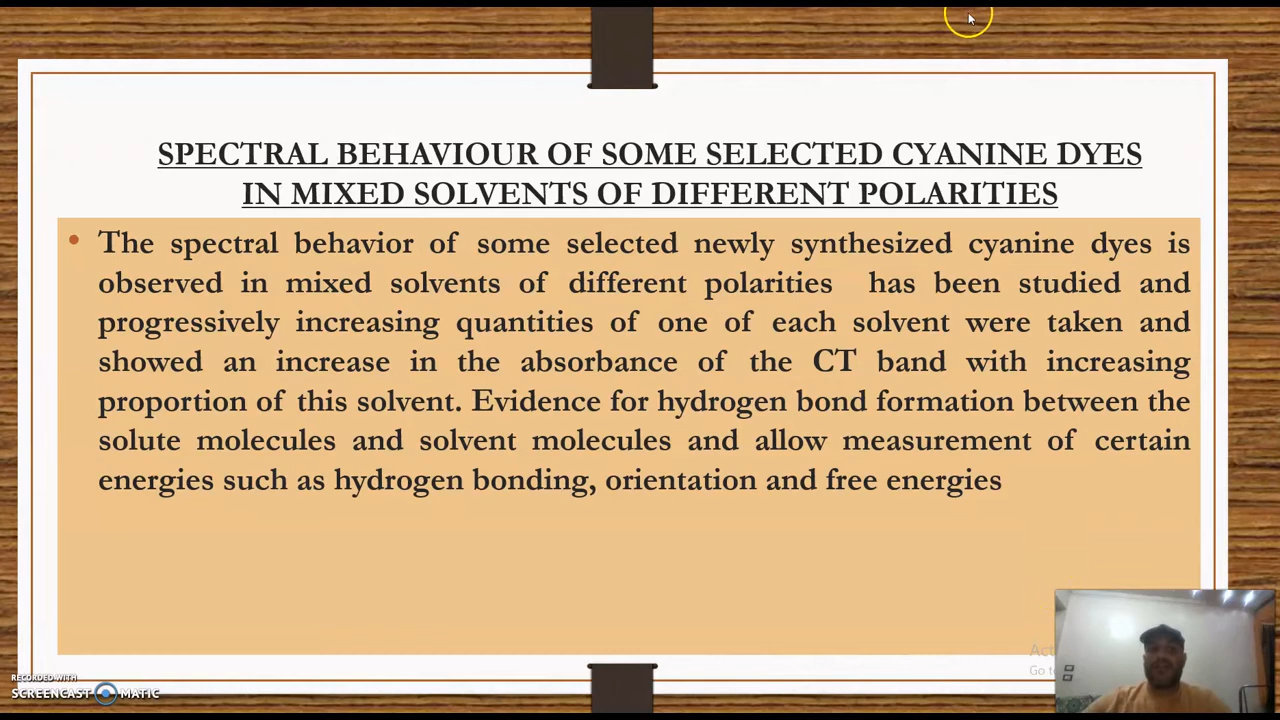 SPECTRAL BEHAVIOUR OF SOME SELECTED CYANINE DYES
IN MIXED SOLVENTS OF DIFFERENT POLARITIES
• The spectral behavior of some selected newly synthesized cyanine dyes is
observed in mixed solvents of different polarities has been studied and
progressively increasing quantities of one of each solvent were taken and
showed an increase in the absorbance of the CT band with increasing
proportion of this solvent. Evidence for hydrogen bond formation between the
solute molecules and solvent molecules and allow measurement of certain
energies such as hydrogen bonding, orientation and free energies
Go
RECORDED WITH
SCREENCAST MATIC